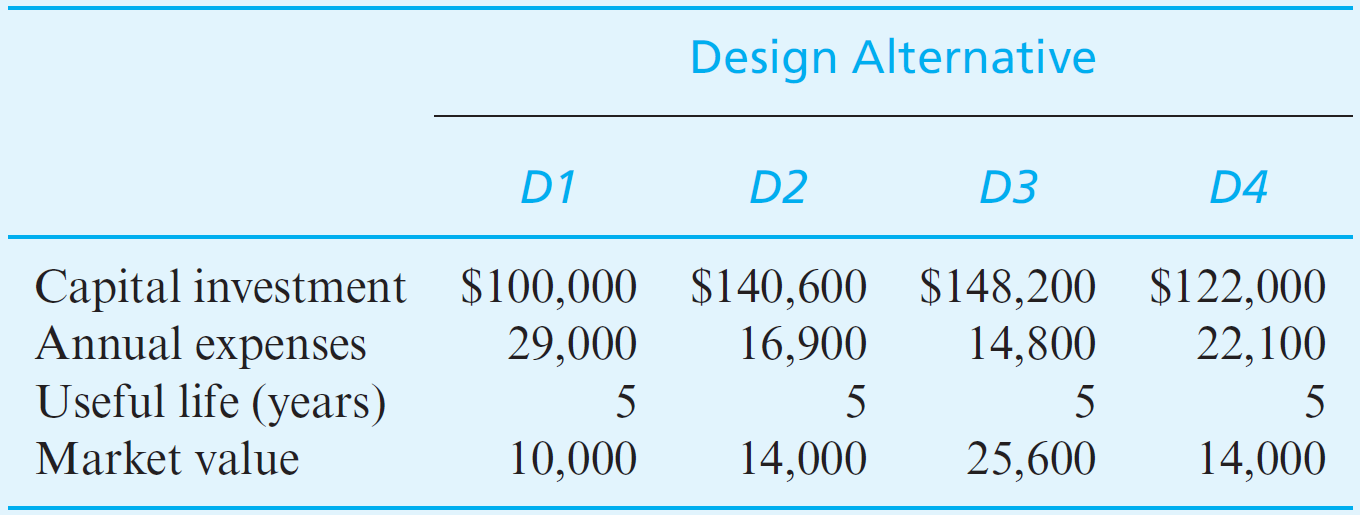 Design Alternative
D1 D2 D3 D4
Capital investment $100,000 $140,600 $148,200 $122,000
Annual expenses 29,000 16,900 14,800 22,100
Useful life (years) 5 5 5 5
Market value 10,000 14,000 25,600 14,000